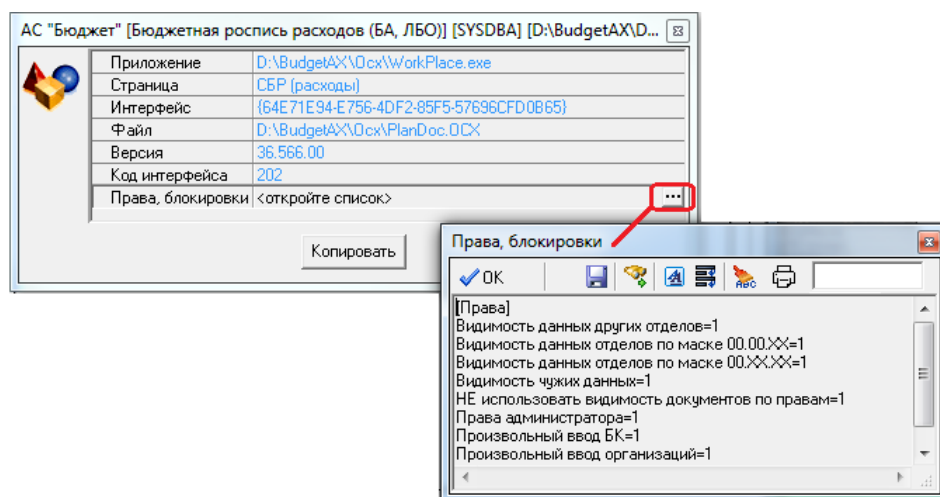 АС "Бюджет" [Бюджетная роспись расходов (БА, ЛБО)] [SYSDBA] [D:\BudgetAX\D...
Приложение D:\BudgetAX\Ocx\WorkPlace.exe
Страница СБР (расходы)
Интерфейс {64E71E94-E756-4DF2-85F5-57696CFD0B65}
Файл D:\BudgetAX\Ocx\PlanDoc.OCX
Версия 36.566.00
Код интерфейса 202
Права, блокировки <откройте список> ...
Копировать
Права, блокировки
OK
ABC
[Права]
Видимость данных других отделов=1
Видимость данных отделов по маске 00.00.XX=1
Видимость данных отделов по маске 00.XX.XX=1
Видимость чужих данных=1
НЕ использовать видимость документов по правам=1
Права администратора=1
Произвольный ввод БК=1
Произвольный ввод организаций=1